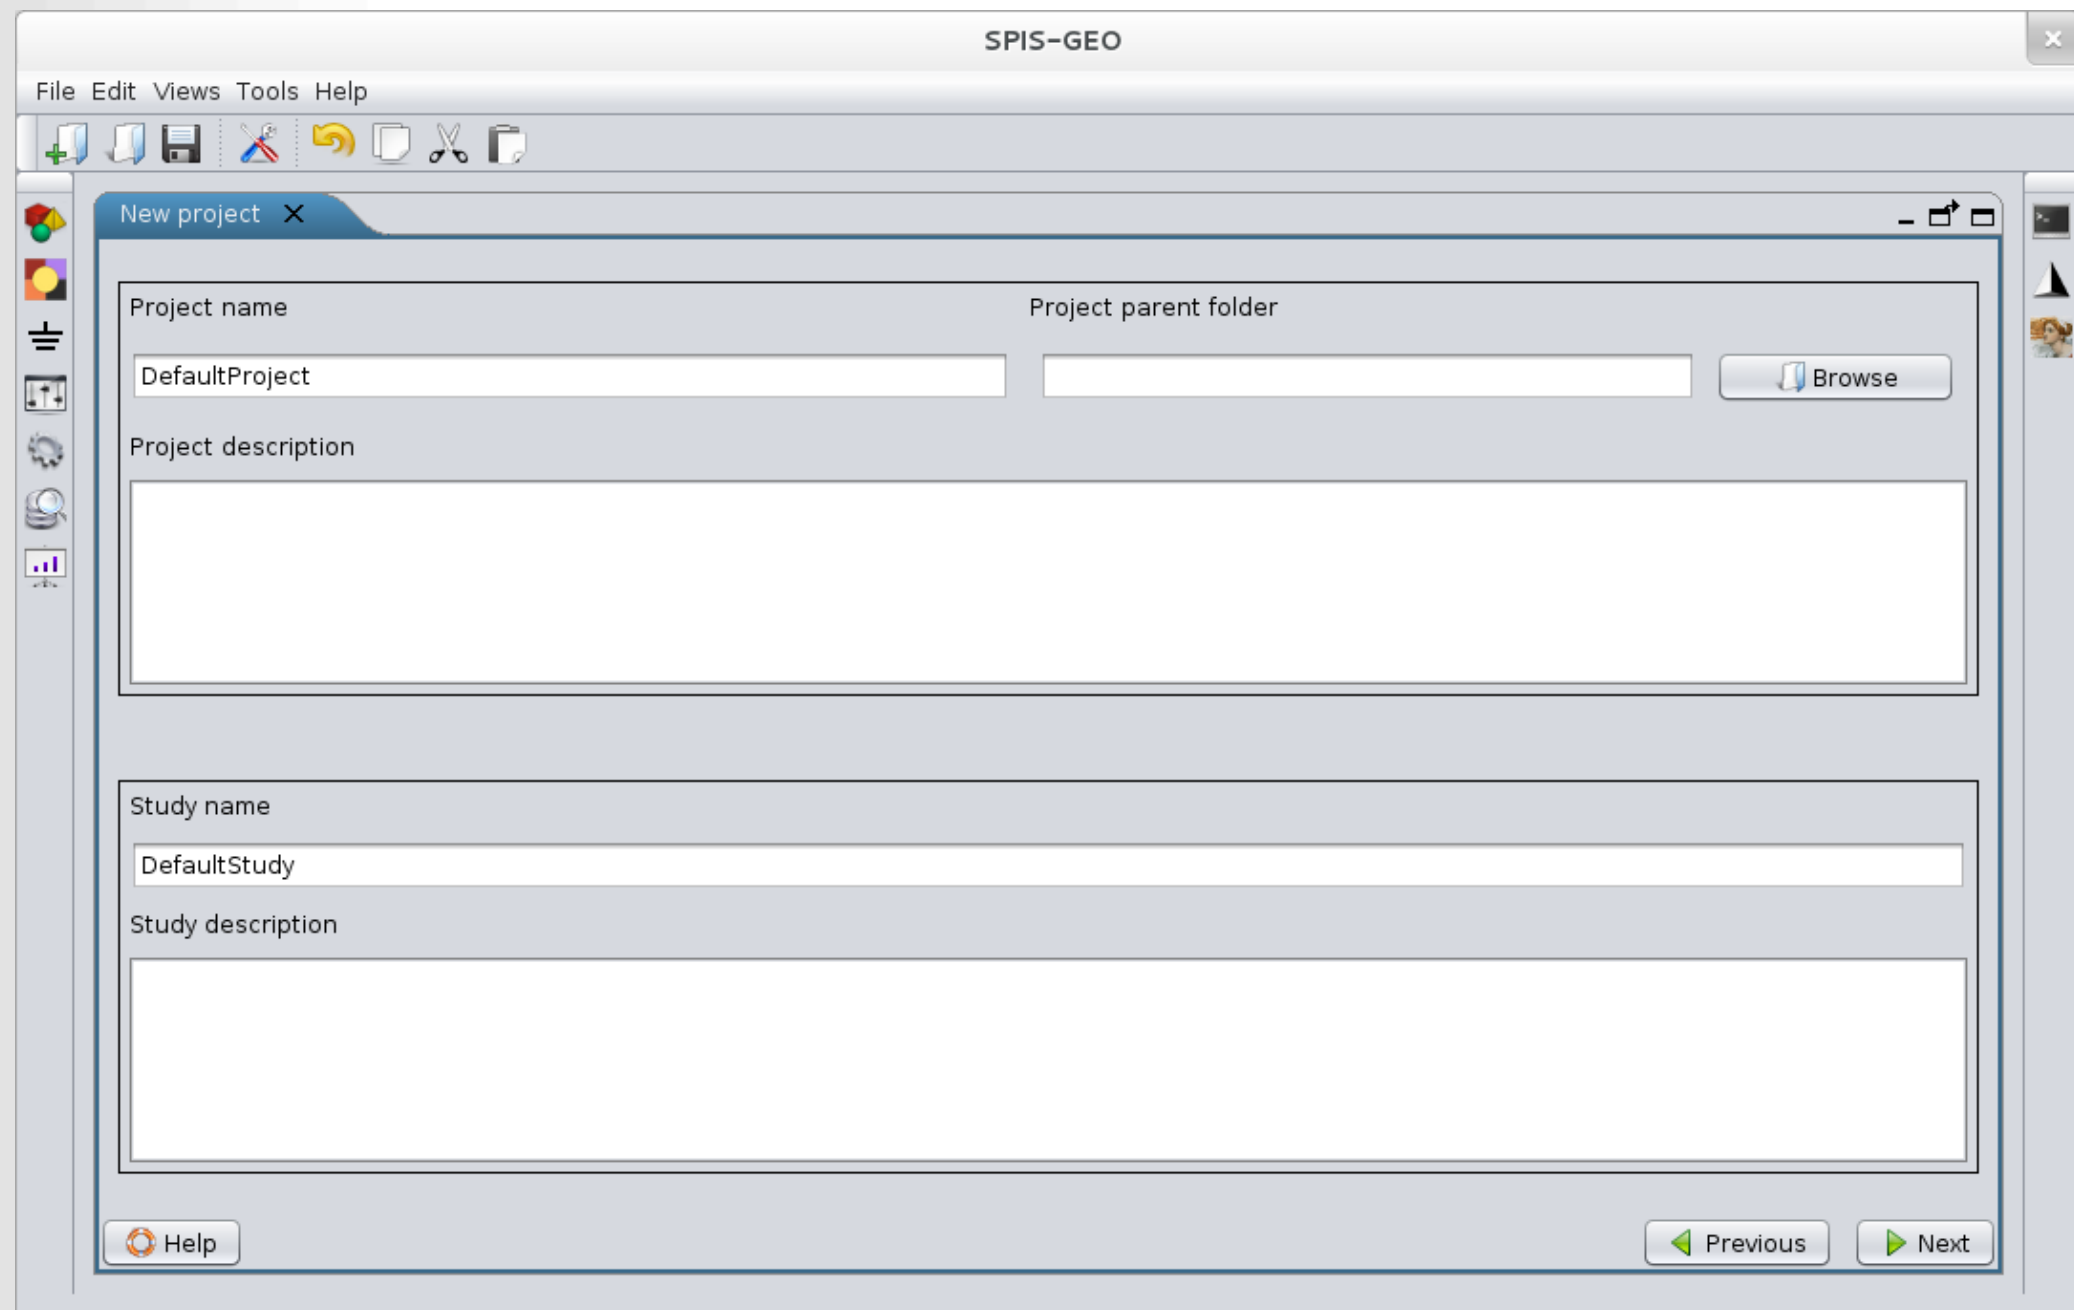 SPIS-GEO
File Edit Views Tools Help
New project
Project name
Project parent folder
DefaultProject
Browse
Project description
Study name
DefaultStudy
Study description
Help
Previous
Next